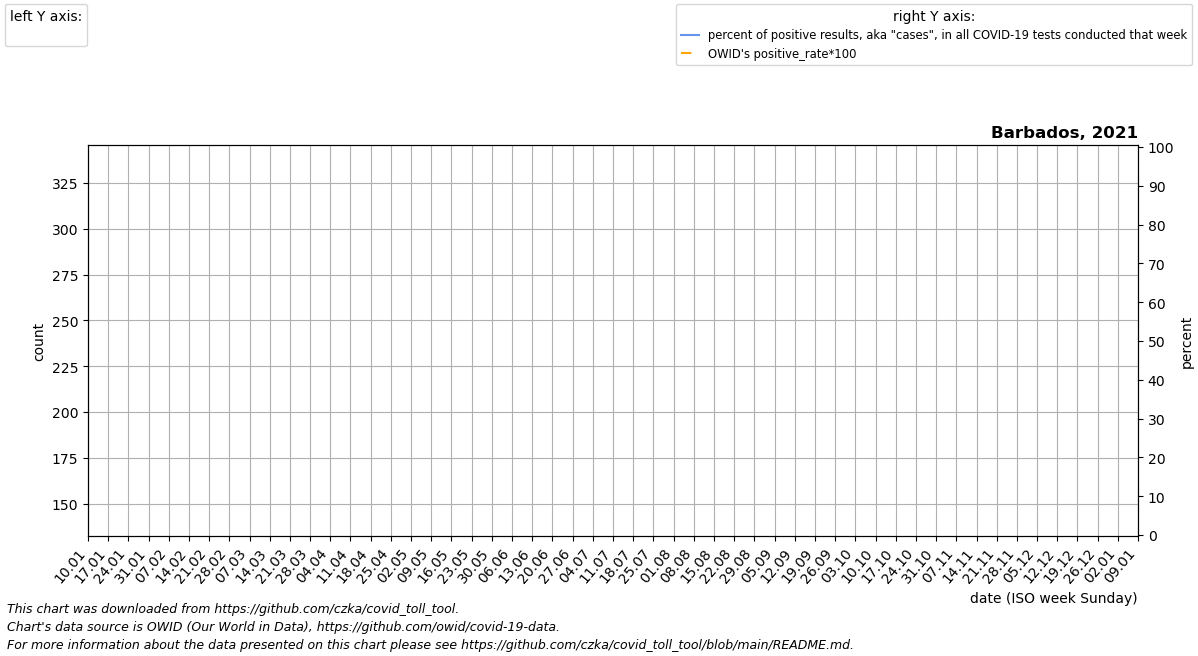 left Y axis:
right Y axis:
percent of positive results, aka "cases", in all COVID-19 tests conducted that week
OWID's positive_rate*100
Barbados, 2021
325
300
275
250
225
200
175
150
count
100
90
80
70
60
50
40
30
20
10
0
percent
10.01 17.01 24.01 31.01 07.02 14.02 21.02 28.02 07.03 14.03 21.03 28.03 04.04 11.04 18.04 25.04 02.05 09.05 16.05 23.05 30.05 06.06 13.06 20.06 27.06 04.07 11.07 18.07 25.07 01.08 08.08 15.08 22.08 29.08 05.09 12.09 19.09 26.09 03.10 10.10 17.10 24.10 31.10 07.11 14.11 21.11 28.11 05.12 12.12 19.12 26.12 02.01 09.01
date (ISO week Sunday)
This chart was downloaded from https://github.com/czka/covid_toll_tool.
Chart's data source is OWID (Our World in Data), https://github.com/owid/covid-19-data.
For more information about the data presented on this chart please see https://github.com/czka/covid_toll_tool/blob/main/README.md.